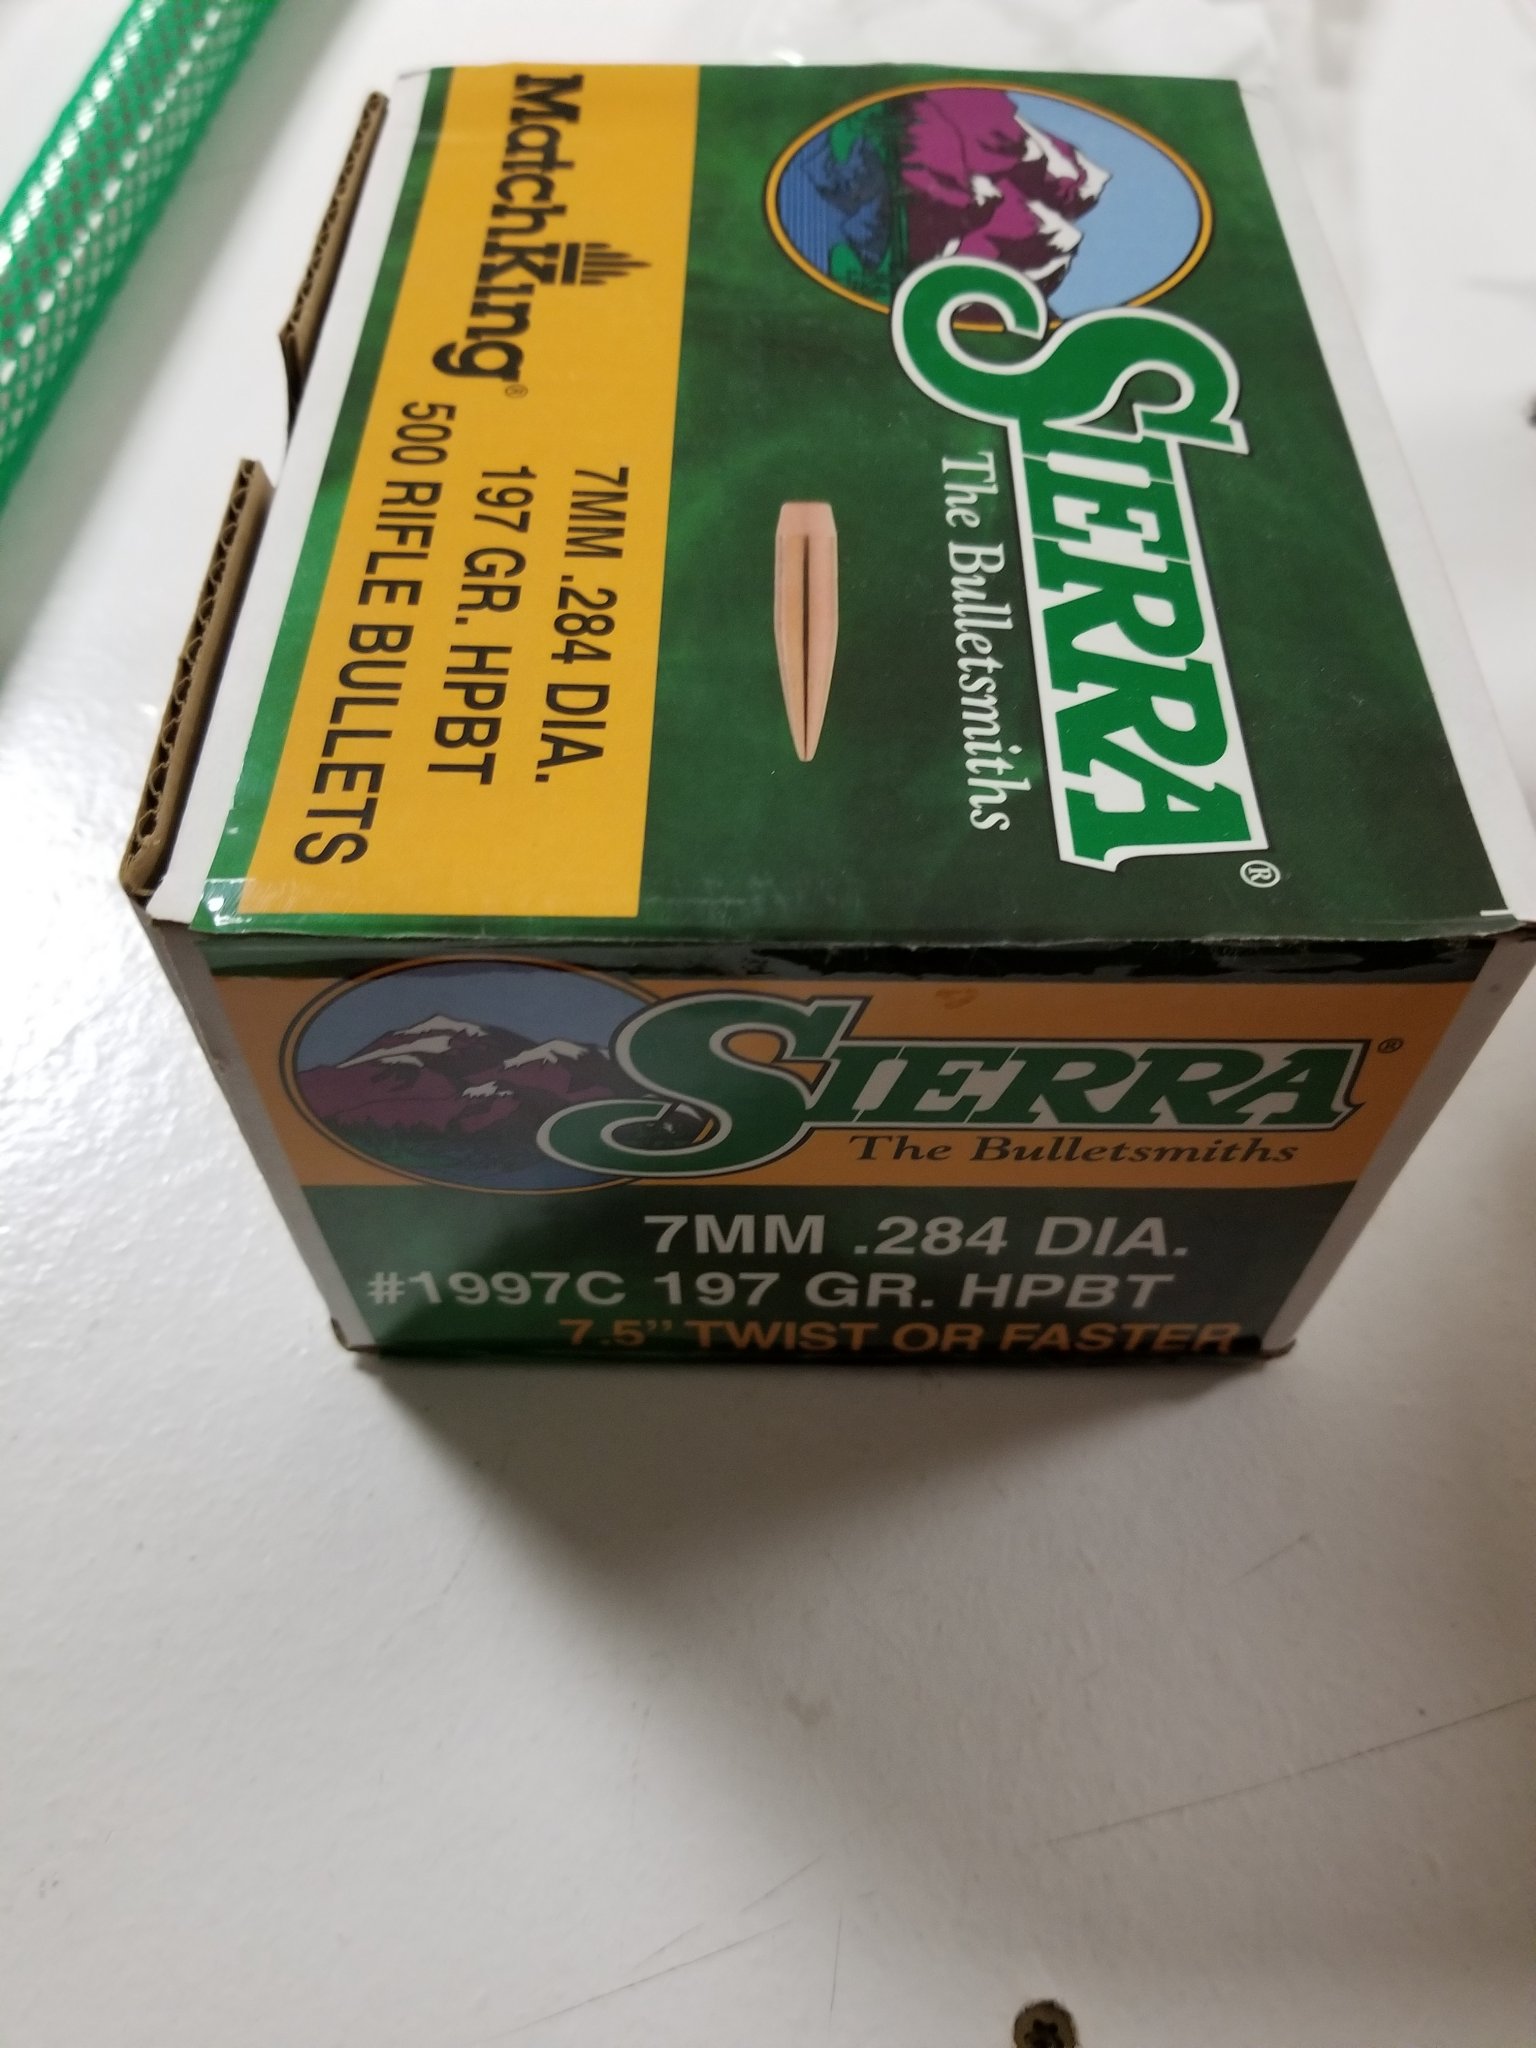 SIERRA®
The Bulletsmiths
MatchKing®
7MM .284 DIA.
197 GR. HPBT
500 RIFLE BULLETS
SIERRA®
The Bulletsmiths
7MM .284 DIA.
#1997C 197 GR. HPBT
7.5" TWIST OR FASTER